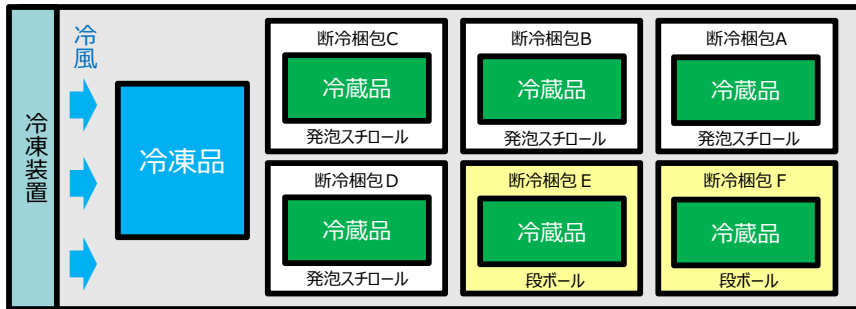 冷凍装置
冷風
冷凍品
断冷梱包C
冷蔵品
発泡スチロール
断冷梱包B
冷蔵品
発泡スチロール
断冷梱包A
冷蔵品
発泡スチロール
断冷梱包D
冷蔵品
発泡スチロール
断冷梱包E
冷蔵品
段ボール
断冷梱包F
冷蔵品
段ボール